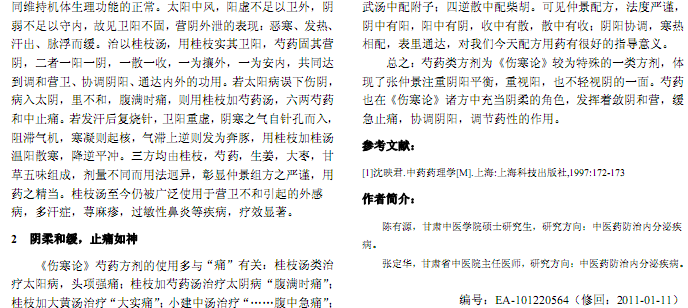 同维持机体生理功能的正常。太阳中风，阳虚不足以卫外，阴
弱不足以守内，故见卫阳不固，营阴外泄的表现：恶寒、发热、
汗出、脉浮而缓。治以桂枝汤，用桂枝实其卫阳，芍药固其营
阴，二者一阴一阳，一散一收，一为攘外，一为安内，共同达
到调和营卫、协调阴阳、通达内外的功用。若太阳病误下伤阴，
病入太阴，里不和，腹满时痛，则用桂枝加芍药汤，六两芍药
和中止痛。若发汗后复烧针，卫阳重虚，阴寒之气自针孔而入，
阻滞气机，寒凝则起核，气滞上逆则发为奔豚，用桂枝加桂汤
温阳散寒，降逆平冲。三方均由桂枝，芍药，生姜，大枣，甘
草五味组成，剂量不同而用法迥异，彰显仲景组方之严谨，用
药之精当。桂枝汤至今仍被广泛使用于营卫不和引起的外感
病，多汗症，荨麻疹，过敏性鼻炎等疾病，疗效显著。
2 阴柔和缓，止痛如神
《伤寒论》芍药方剂的使用多与“痛”有关：桂枝汤类治
疗太阳病，头项强痛；桂枝加芍药汤治疗太阴病“腹满时痛”；
桂枝加大黄汤治疗“大实痛”；小建中汤治疗“……腹中急痛”；
武汤中配附子；四逆散中配柴胡。可见仲景配方，法度严谨，
阴中有阳，阳中有阴，收中有散，散中有收；阴阳协调，寒热
相配，表里通达，对我们今天配方用药有很好的指导意义。
总之：芍药类方剂为《伤寒论》较为特殊的一类方剂，体
现了张仲景注重阴阳平衡，重视阳，也不轻视阴的一面。芍药
也在《伤寒论》诸方中充当阴柔的角色，发挥着敛阴和营，缓
急止痛，协调阴阳，调节药性的作用。
参考文献：
[1]沈映君.中药药理学[M].上海:上海科技出版社,1997:172-173
作者简介：
陈有源，甘肃中医学院硕士研究生，研究方向：中医药防治内分泌疾
病。
张定华，甘肃省中医院主任医师，研究方向：中医药防治内分泌疾病。
编号：EA-101220564（修回：2011-01-11）